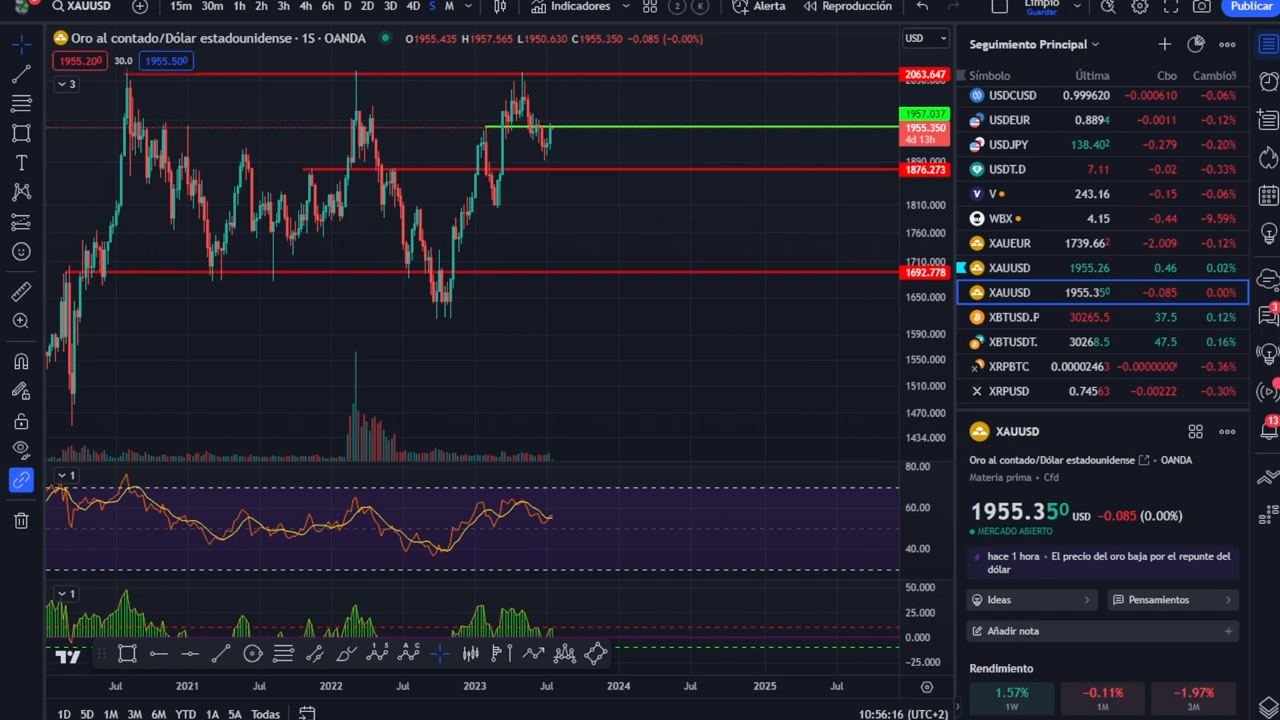 XAUUSD 15m 30m 1h 2h 3h 4h 6h D 2D 3D 4D S M Indicadores 2 K Alerta Reproducción Limpio Guardar Publicar
Oro al contado/Dólar estadounidense · 1S · OANDA O1955.435 H1957.565 L1950.630 C1955.350 −0.085 (−0.00%)
USD
1955.200 30.0 1955.500
3
2063.647
1957.037
1955.350
4d 13h
1876.273
1810.000
1760.000
1710.000
1692.778
1650.000
1590.000
1550.000
1510.000
1470.000
1434.000
1
80.00
60.00
40.00
1
50.000
25.000
0.000
−25.000
Jul 2021 Jul 2022 Jul 2023 Jul 2024 Jul 2025 Jul
1D 5D 1M 3M 6M YTD 1A 5A Todas 10:56:16 (UTC+2)
Seguimiento Principal
Símbolo Última Cbo Cambio%
USDCUSD 0.999620 −0.000610 −0.06%
USDEUR 0.8894 −0.0011 −0.12%
USDJPY 138.402 −0.279 −0.20%
USDT.D 7.11 −0.02 −0.33%
V 243.16 −0.15 −0.06%
WBX 4.15 −0.44 −9.59%
XAUEUR 1739.662 −2.009 −0.12%
XAUUSD 1955.26 0.46 0.02%
XAUUSD 1955.350 −0.085 0.00%
XBTUSD.P 30265.5 37.5 0.12%
XBTUSDT. 30268.5 47.5 0.16%
XRPBTC 0.00002463 −0.0000000 −0.36%
XRPUSD 0.74563 −0.00222 −0.30%
XAUUSD
Oro al contado/Dólar estadounidense · OANDA
Materia prima · Cfd
1955.350 USD −0.085 (0.00%)
MERCADO ABIERTO
hace 1 hora · El precio del oro baja por el repunte del
dólar
Ideas Pensamientos
Añadir nota
Rendimiento
1.57% −0.11% −1.97%
1W 1M 3M
3
13